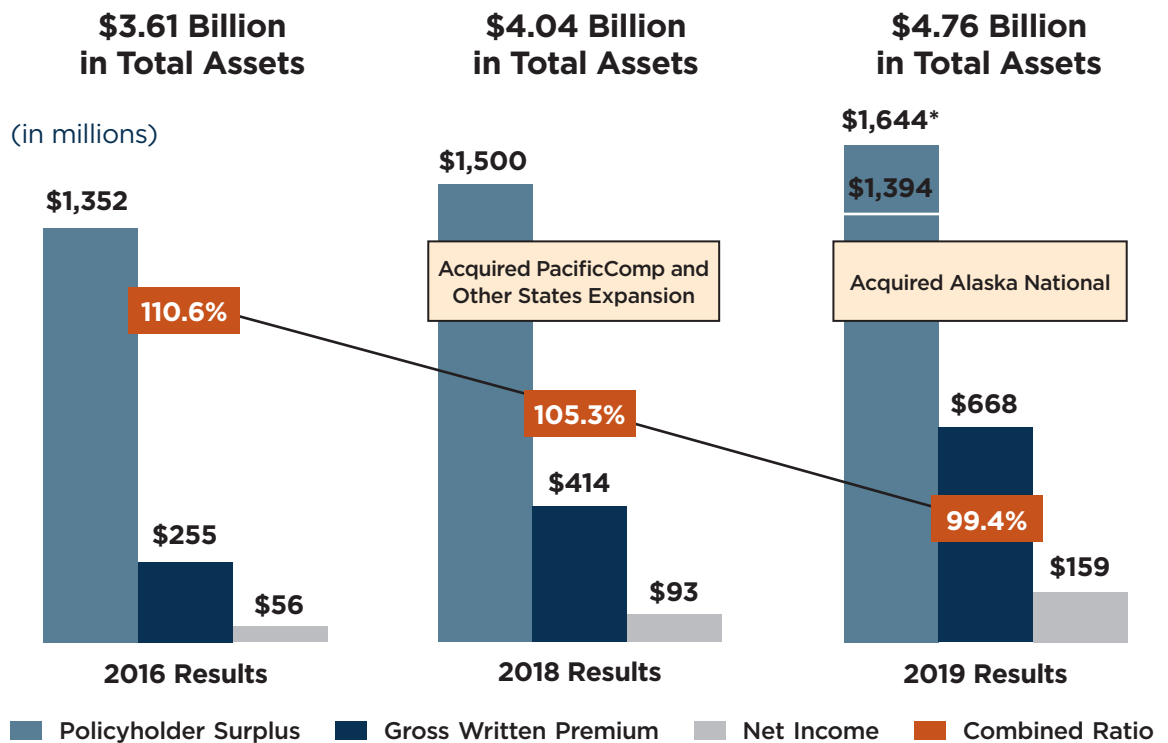 $3.61 Billion
in Total Assets
$4.04 Billion
in Total Assets
$4.76 Billion
in Total Assets
(in millions)
$1,352
110.6%
$255
$56
2016 Results
$1,500
Acquired PacificComp and
Other States Expansion
105.3%
$414
$93
2018 Results
$1,644*
$1,394
Acquired Alaska National
$668
99.4%
$159
2019 Results
Policyholder Surplus
Gross Written Premium
Net Income
Combined Ratio